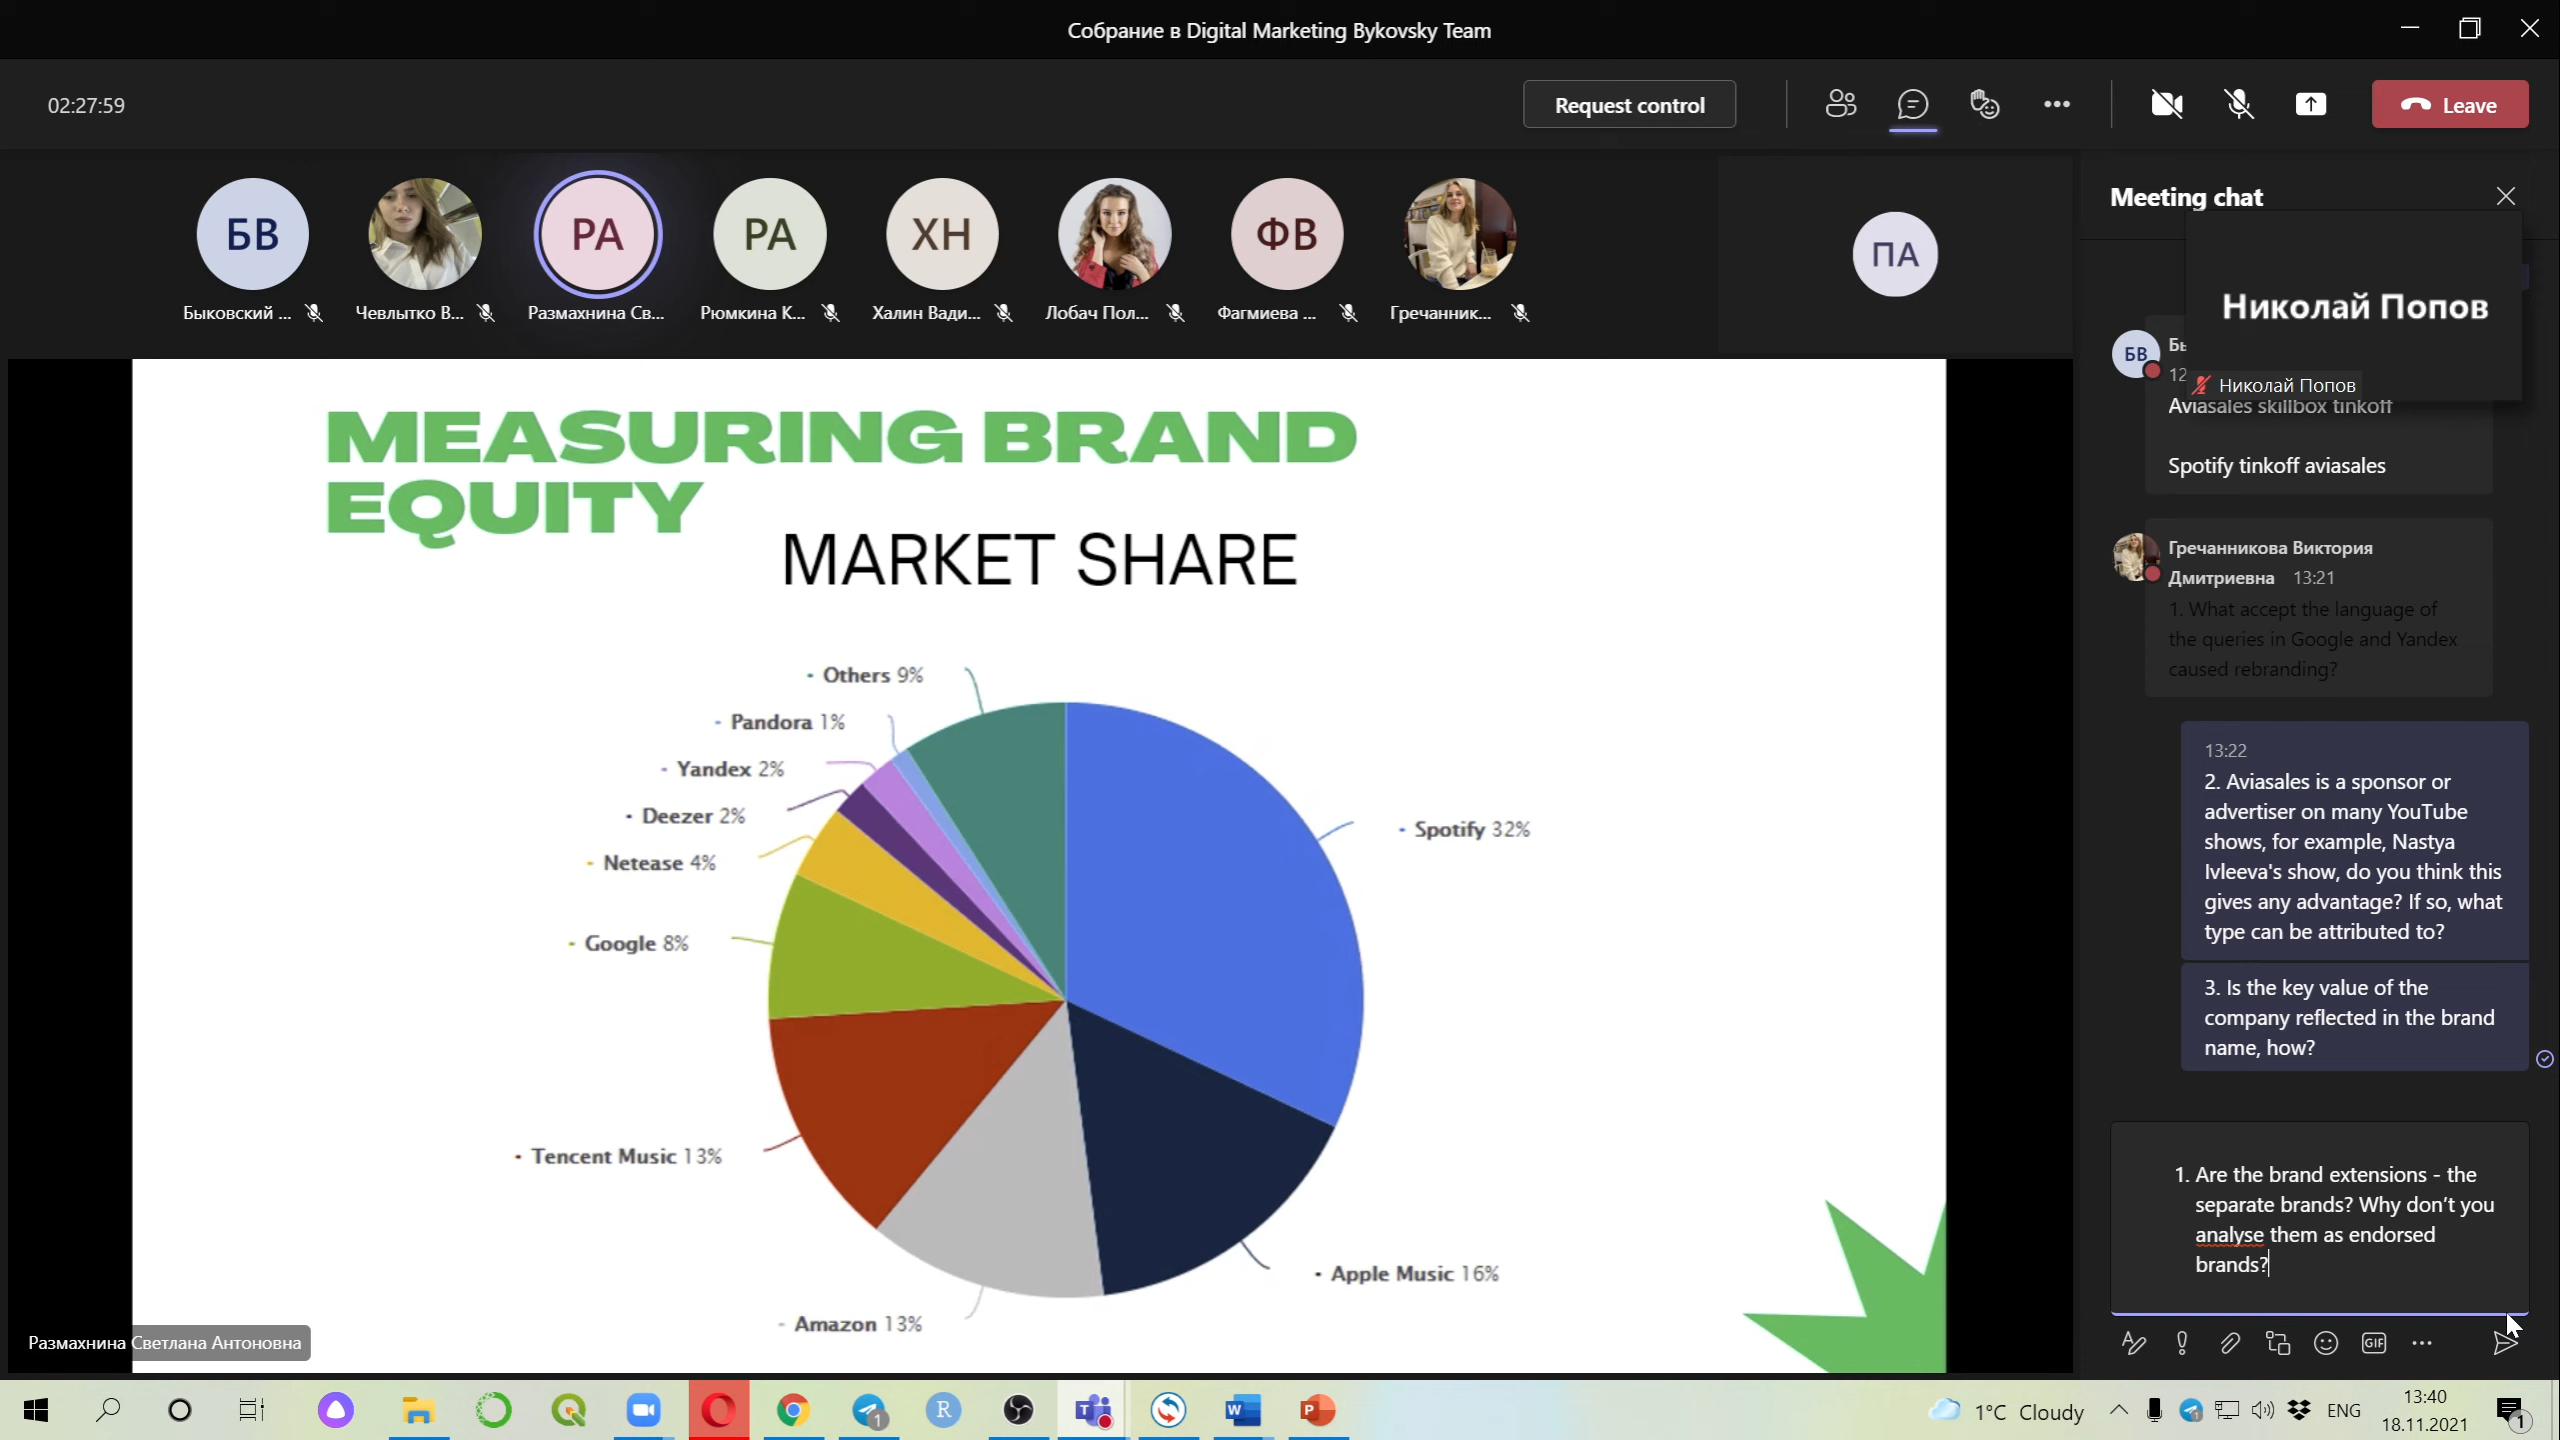 Собрание в Digital Marketing Bykovsky Team
02:27:59
Request control
Leave
БВ
РА
РА
ХН
ФВ
ПА
Быковский ...
Чевлытко В...
Размахнина Св...
Рюмкина К...
Халин Вади...
Лобач Пол...
Фагмиева ...
Гречанник...
MEASURING BRAND
EQUITY
MARKET SHARE
Others 9%
Pandora 1%
Yandex 2%
Deezer 2%
Netease 4%
Google 8%
Tencent Music 13%
Amazon 13%
Apple Music 16%
Spotify 32%
Размахнина Светлана Антоновна
Meeting chat
Николай Попов
Николай Попов
БВ
Бы
12
Aviasales skillbox tinkoff
Spotify tinkoff aviasales
Гречанникова Виктория
Дмитриевна 13:21
1. What accept the language of
the queries in Google and Yandex
caused rebranding?
13:22
2. Aviasales is a sponsor or
advertiser on many YouTube
shows, for example, Nastya
Ivleeva's show, do you think this
gives any advantage? If so, what
type can be attributed to?
3. Is the key value of the
company reflected in the brand
name, how?
1. Are the brand extensions - the
separate brands? Why don't you
analyse them as endorsed
brands?
GIF
R
T
W
P
1
1°C Cloudy
ENG
13:40
18.11.2021
1